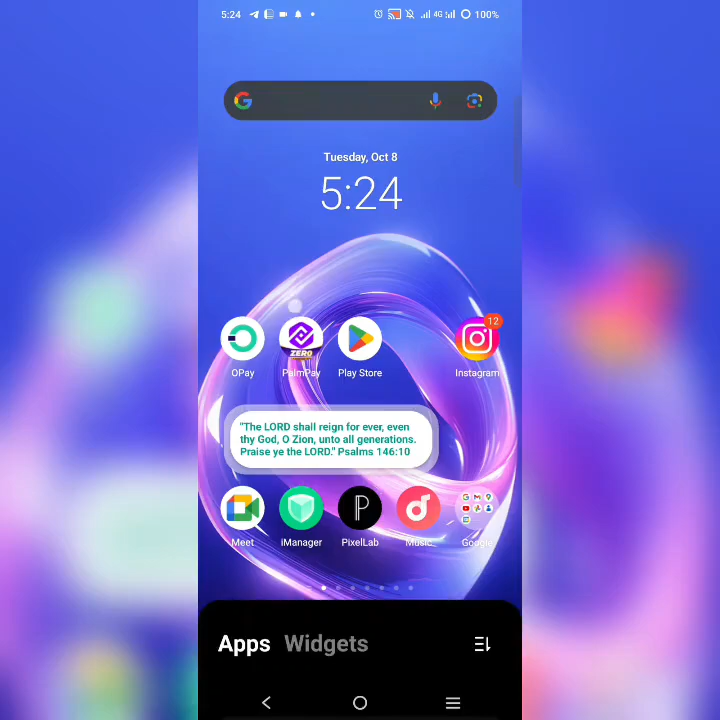 5:24 4G 100%
Tuesday, Oct 8
5:24
12
ZERO
OPay PalmPay Play Store Instagram
"The LORD shall reign for ever, even
thy God, O Zion, unto all generations.
Praise ye the LORD." Psalms 146:10
Meet iManager PixelLab Music Google
Apps Widgets